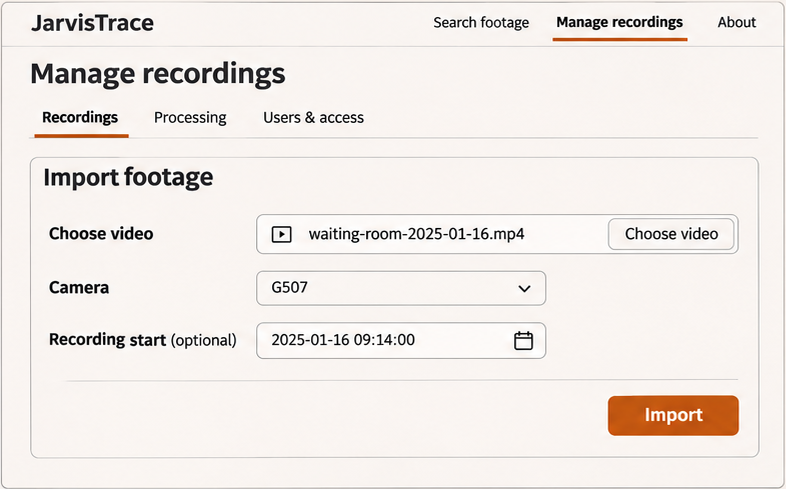 JarvisTrace
Search footage
Manage recordings
About
Manage recordings
Recordings
Processing
Users & access
Import footage
Choose video
waiting-room-2025-01-16.mp4
Choose video
Camera
G507
Recording start (optional)
2025-01-16 09:14:00
Import